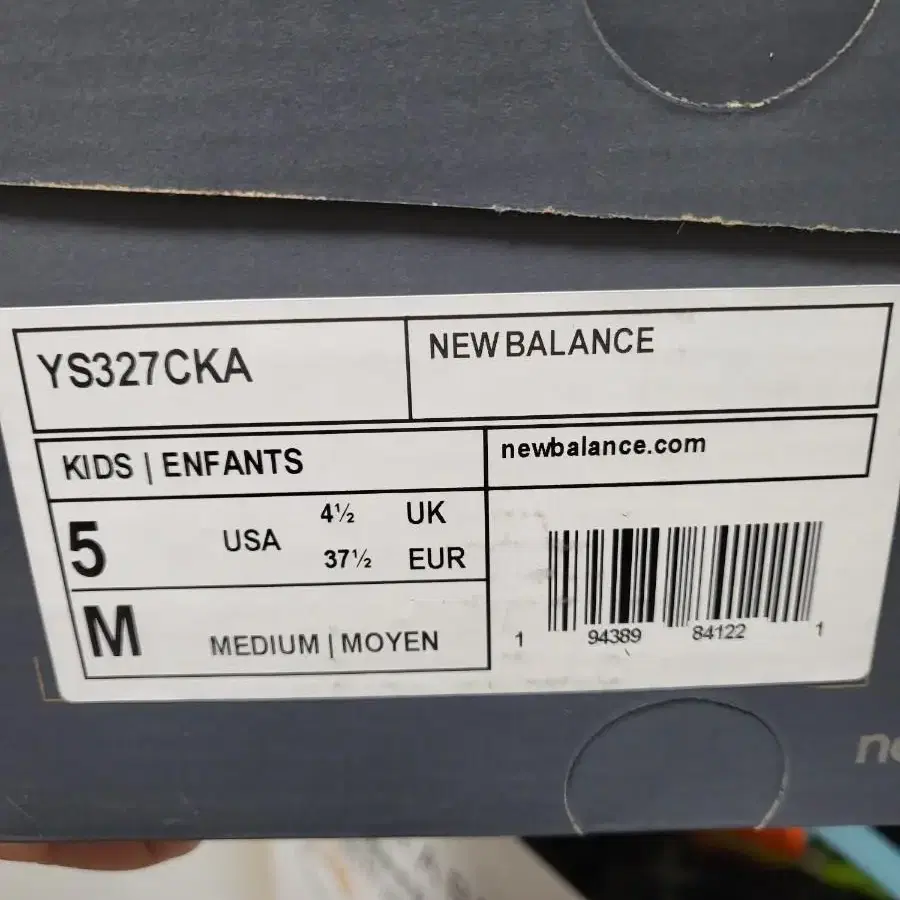 YS327CKA
NEW BALANCE
KIDS | ENFANTS
newbalance.com
5 USA 4½ UK
37½ EUR
M MEDIUM | MOYEN
1 94389 84122 1